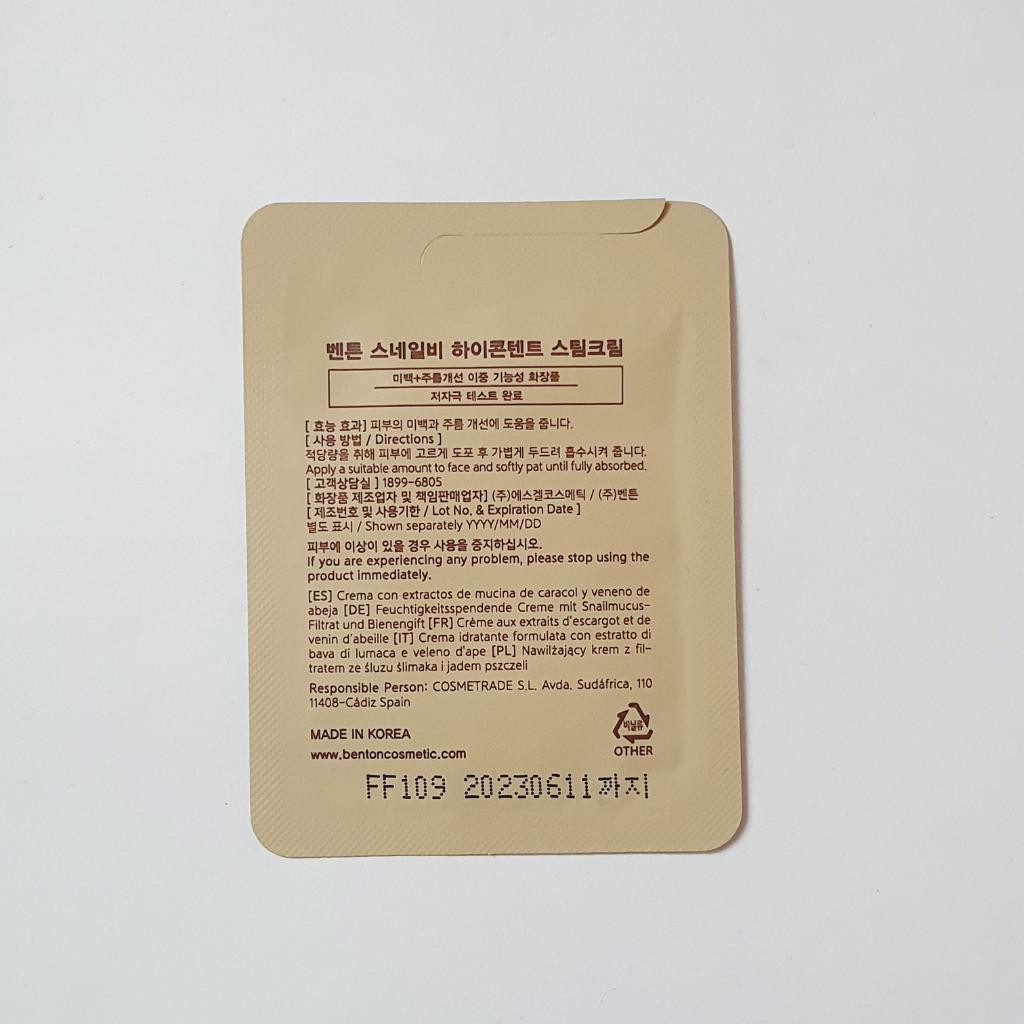 벤튼 스네일비 하이콘텐트 스팀크림
미백+주름개선 이중 기능성 화장품
저자극 테스트 완료
[ 효능 효과] 피부의 미백과 주름 개선에 도움을 줍니다.
[ 사용 방법 / Directions ]
적당량을 취해 피부에 고르게 도포 후 가볍게 두드려 흡수시켜 줍니다.
Apply a suitable amount to face and softly pat until fully absorbed.
[ 고객상담실 ] 1899-6805
[ 화장품 제조업자 및 책임판매업자] (주)에스겔코스메틱 / (주)벤튼
[ 제조번호 및 사용기한 / Lot No. & Expiration Date ]
별도 표시 / Shown separately YYYY/MM/DD
피부에 이상이 있을 경우 사용을 중지하십시오.
If you are experiencing any problem, please stop using the
product immediately.
[ES] Crema con extractos de mucina de caracol y veneno de
abeja [DE] Feuchtigkeitsspendende Creme mit Snailmucus-
Filtrat und Bienengift [FR] Crème aux extraits d'escargot et de
venin d'abeille [IT] Crema idratante formulata con estratto di
bava di lumaca e veleno d'ape [PL] Nawilżający krem z fil-
tratem ze śluzu ślimaka i jadem pszczeli
Responsible Person: COSMETRADE S.L. Avda. Sudáfrica, 110
11408-Cádiz Spain
MADE IN KOREA
www.bentoncosmetic.com
비닐류
OTHER
FF109 20230611까지